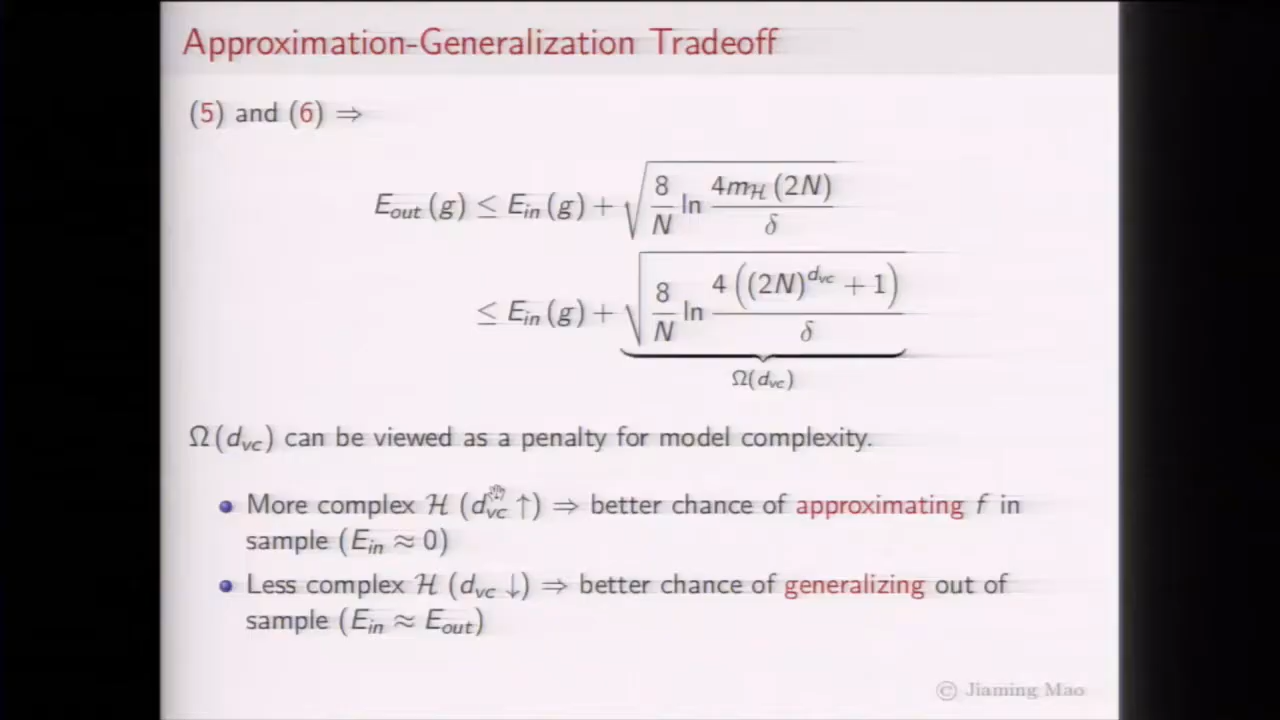 Approximation-Generalization Tradeoff
(5) and (6) ⇒
E_out (g) ≤ E_in (g) + √(8/N ln 4m_ℋ (2N)/δ)
≤ E_in (g) + √(8/N ln 4 ((2N)^{d_vc} + 1)/δ)
Ω(d_vc)
Ω (d_vc) can be viewed as a penalty for model complexity.
• More complex ℋ (d_vc ↑) ⇒ better chance of approximating f in
sample (E_in ≈ 0)
• Less complex ℋ (d_vc ↓) ⇒ better chance of generalizing out of
sample (E_in ≈ E_out)
© Jiaming Mao